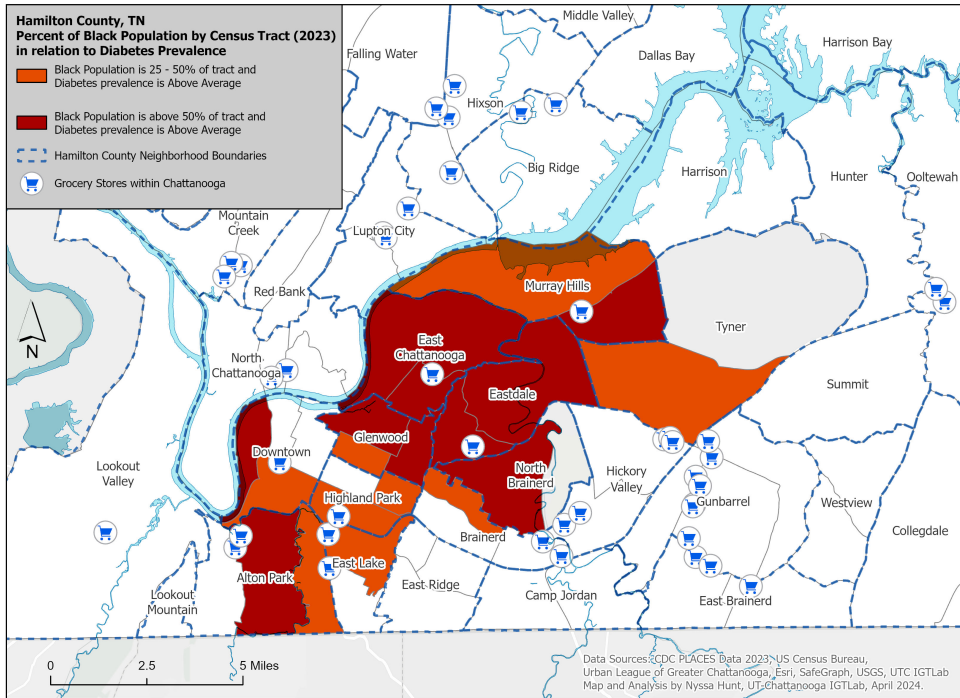 Hamilton County, TN
Percent of Black Population by Census Tract (2023)
in relation to Diabetes Prevalence
Black Population is 25 - 50% of tract and
Diabetes prevalence is Above Average
Black Population is above 50% of tract and
Diabetes prevalence is Above Average
Hamilton County Neighborhood Boundaries
Grocery Stores within Chattanooga
Middle Valley
Falling Water
Dallas Bay
Harrison Bay
Hixson
Big Ridge
Harrison
Hunter
Ooltewah
Mountain
Creek
Lupton City
Red Bank
Murray Hills
Tyner
N
North
Chattanooga
East
Chattanooga
Eastdale
Summit
Glenwood
Downtown
Lookout
Valley
North
Brainerd
Hickory
Valley
Highland Park
Gunbarrel
Westview
Brainerd
Collegdale
East Lake
Alton Park
East Ridge
Lookout
Mountain
Camp Jordan
East Brainerd
0
2.5
5 Miles
Data Sources: CDC PLACES Data 2023, US Census Bureau,
Urban League of Greater Chattanooga, Esri, SafeGraph, USGS, UTC IGTLab
Map and Analysis by Nyssa Hunt, UT-Chattanooga IGTLab, April 2024.